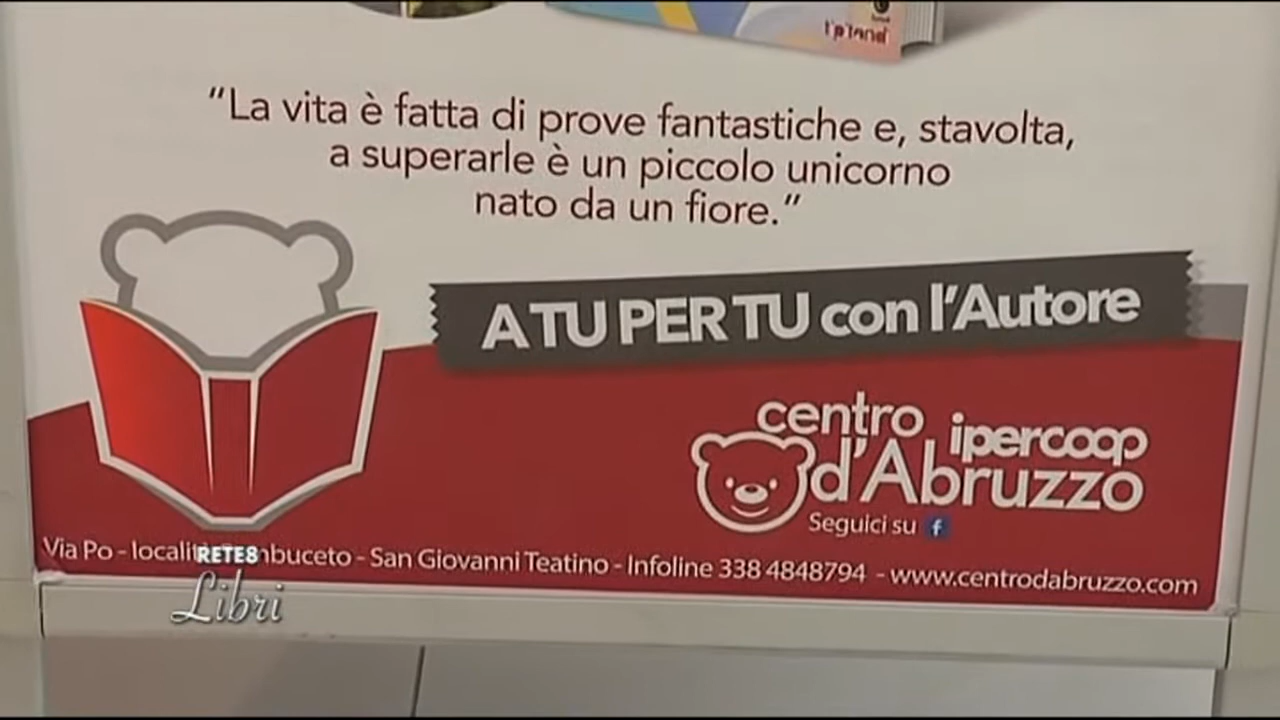 "La vita è fatta di prove fantastiche e, stavolta,
a superarle è un piccolo unicorno
nato da un fiore."
A TU PER TU con l'Autore
centro
d'Abruzzo
ipercoop
Seguici su f
Via Po - località - San Giovanni Teatino - Infoline 338 4848794 - www.centrodabruzzo.com
RETE8
Libri